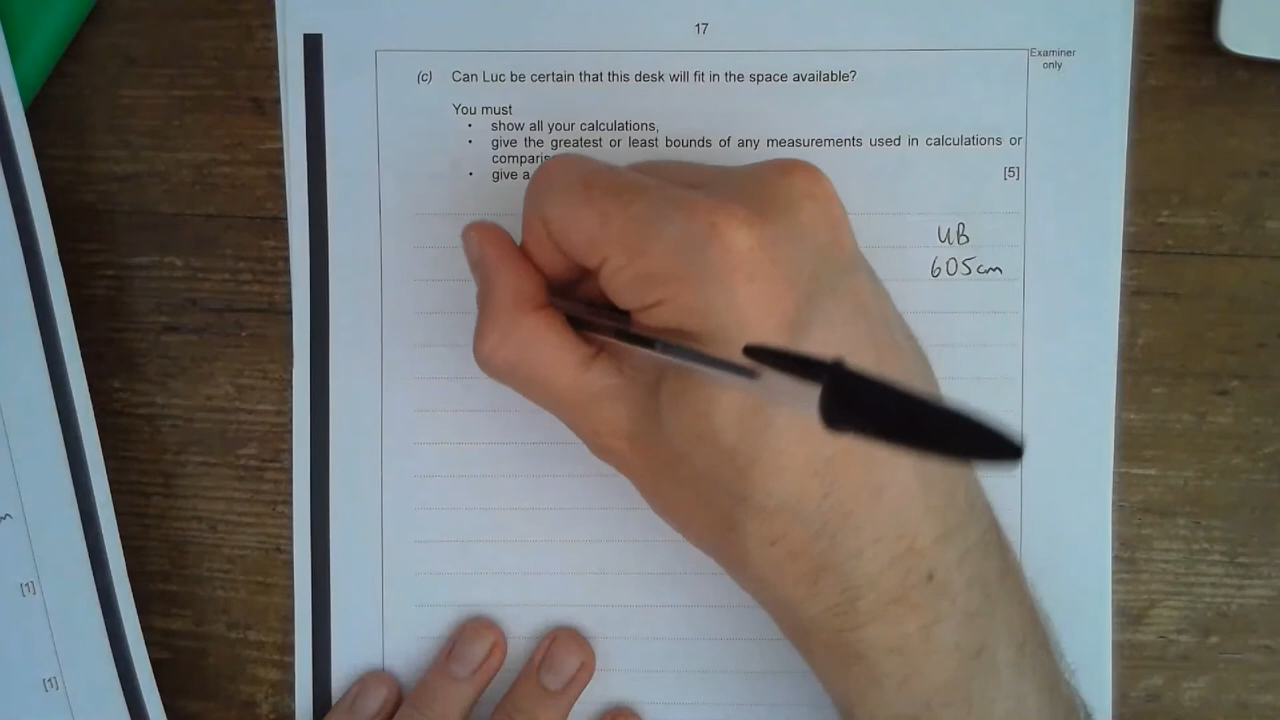 17
Examiner
only
(c) Can Luc be certain that this desk will fit in the space available?
You must
• show all your calculations,
• give the greatest or least bounds of any measurements used in calculations or
• give a [5]
UB
605cm
[1]
[1]